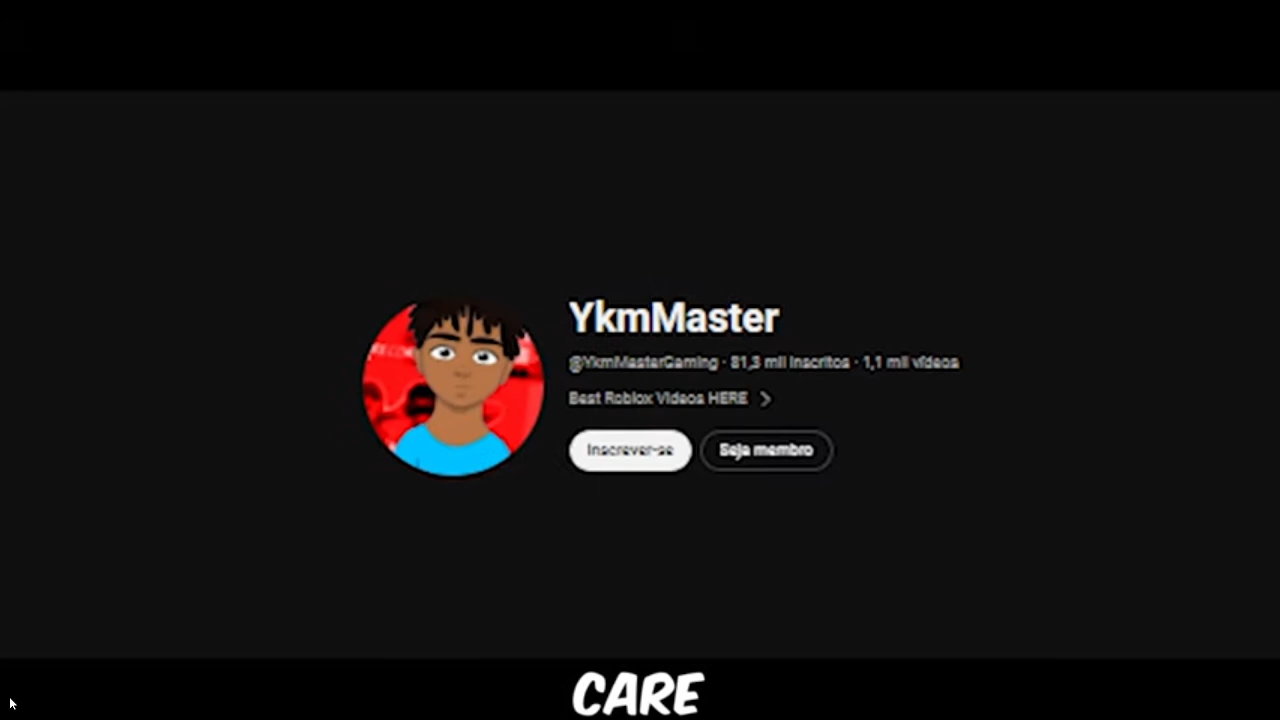 YkmMaster
@YkmMasterGaming · 81,3 mil inscritos · 1,1 mil vídeos
Best Roblox Videos HERE
Inscrever-se
Seja membro
CARE